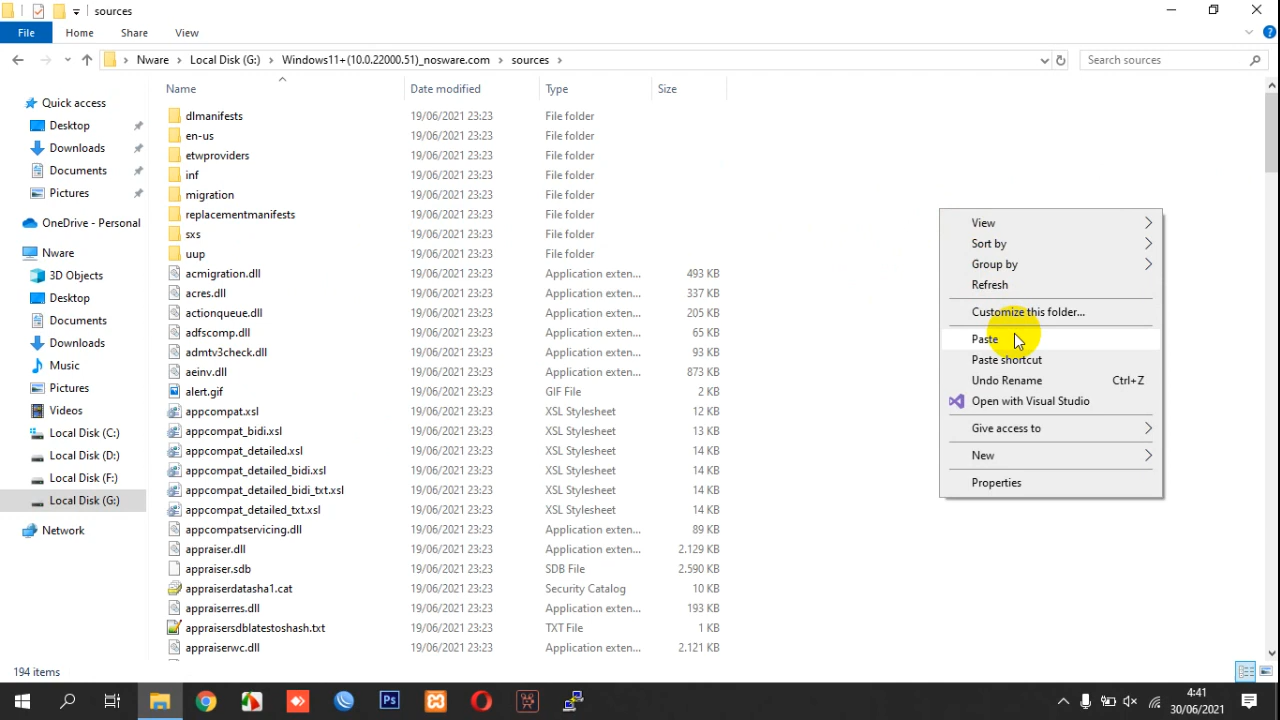 sources
File Home Share View
Nware Local Disk (G:) Windows11+(10.0.22000.51)_nosware.com sources
Search sources
Name Date modified Type Size
Quick access
Desktop
Downloads
Documents
Pictures
OneDrive - Personal
Nware
3D Objects
Desktop
Documents
Downloads
Music
Pictures
Videos
Local Disk (C:)
Local Disk (D:)
Local Disk (F:)
Local Disk (G:)
Network
dlmanifests 19/06/2021 23:23 File folder
en-us 19/06/2021 23:23 File folder
etwproviders 19/06/2021 23:23 File folder
inf 19/06/2021 23:23 File folder
migration 19/06/2021 23:23 File folder
replacementmanifests 19/06/2021 23:23 File folder
sxs 19/06/2021 23:23 File folder
uup 19/06/2021 23:23 File folder
acmigration.dll 19/06/2021 23:23 Application exten... 493 KB
acres.dll 19/06/2021 23:23 Application exten... 337 KB
actionqueue.dll 19/06/2021 23:23 Application exten... 205 KB
adfscomp.dll 19/06/2021 23:23 Application exten... 65 KB
admtv3check.dll 19/06/2021 23:23 Application exten... 93 KB
aeinv.dll 19/06/2021 23:23 Application exten... 873 KB
alert.gif 19/06/2021 23:23 GIF File 2 KB
appcompat.xsl 19/06/2021 23:23 XSL Stylesheet 12 KB
appcompat_bidi.xsl 19/06/2021 23:23 XSL Stylesheet 13 KB
appcompat_detailed.xsl 19/06/2021 23:23 XSL Stylesheet 14 KB
appcompat_detailed_bidi.xsl 19/06/2021 23:23 XSL Stylesheet 14 KB
appcompat_detailed_bidi_txt.xsl 19/06/2021 23:23 XSL Stylesheet 14 KB
appcompat_detailed_txt.xsl 19/06/2021 23:23 XSL Stylesheet 14 KB
appcompatservicing.dll 19/06/2021 23:23 Application exten... 89 KB
appraiser.dll 19/06/2021 23:23 Application exten... 2.129 KB
appraiser.sdb 19/06/2021 23:23 SDB File 2.590 KB
appraiserdatasha1.cat 19/06/2021 23:23 Security Catalog 10 KB
appraiserres.dll 19/06/2021 23:23 Application exten... 193 KB
appraisersdblatestoshash.txt 19/06/2021 23:23 TXT File 1 KB
appraiserwc.dll 19/06/2021 23:23 Application exten... 2.121 KB
View
Sort by
Group by
Refresh
Customize this folder...
Paste
Paste shortcut
Undo Rename Ctrl+Z
Open with Visual Studio
Give access to
New
Properties
194 items
Ps
4:41
30/06/2021